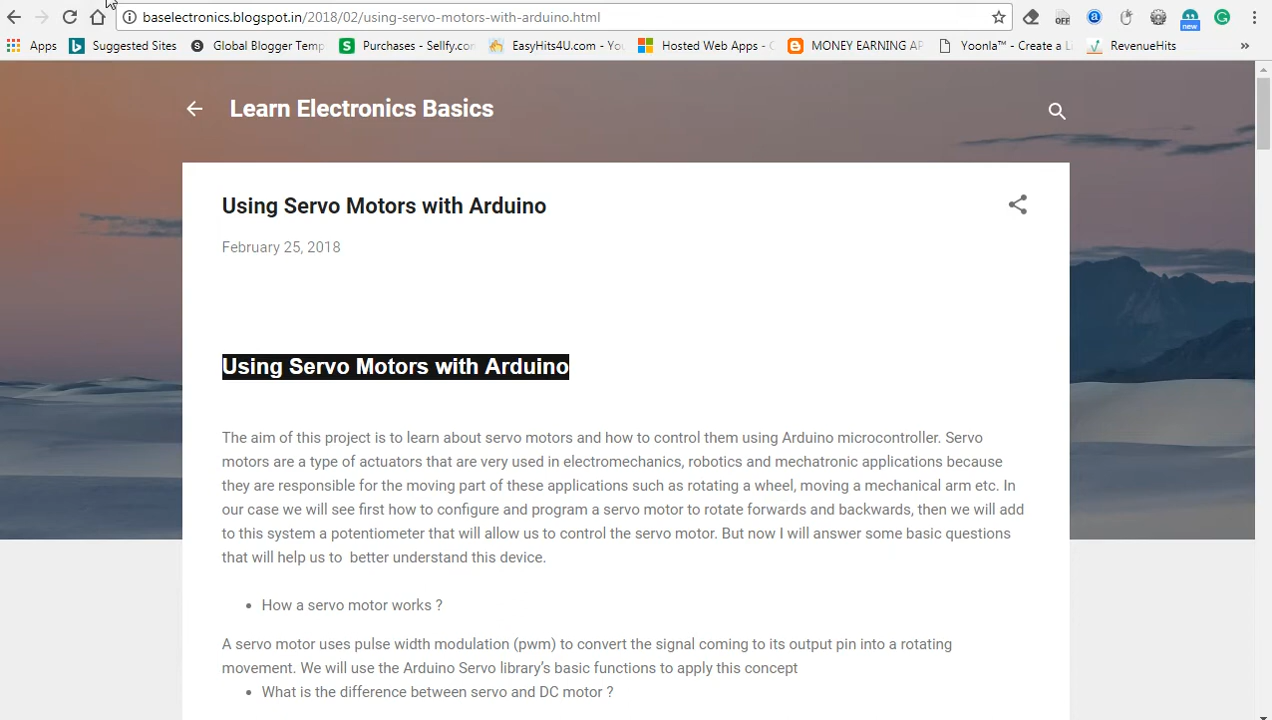 baselectronics.blogspot.in/2018/02/using-servo-motors-with-arduino.html
OFF
new
Apps Suggested Sites Global Blogger Temp Purchases - Sellfy.co EasyHits4U.com - Yo Hosted Web Apps - MONEY EARNING AP Yoonla™ - Create a L RevenueHits »
Learn Electronics Basics
Using Servo Motors with Arduino
February 25, 2018
Using Servo Motors with Arduino
The aim of this project is to learn about servo motors and how to control them using Arduino microcontroller. Servo
motors are a type of actuators that are very used in electromechanics, robotics and mechatronic applications because
they are responsible for the moving part of these applications such as rotating a wheel, moving a mechanical arm etc. In
our case we will see first how to configure and program a servo motor to rotate forwards and backwards, then we will add
to this system a potentiometer that will allow us to control the servo motor. But now I will answer some basic questions
that will help us to better understand this device.
• How a servo motor works ?
A servo motor uses pulse width modulation (pwm) to convert the signal coming to its output pin into a rotating
movement. We will use the Arduino Servo library’s basic functions to apply this concept
• What is the difference between servo and DC motor ?